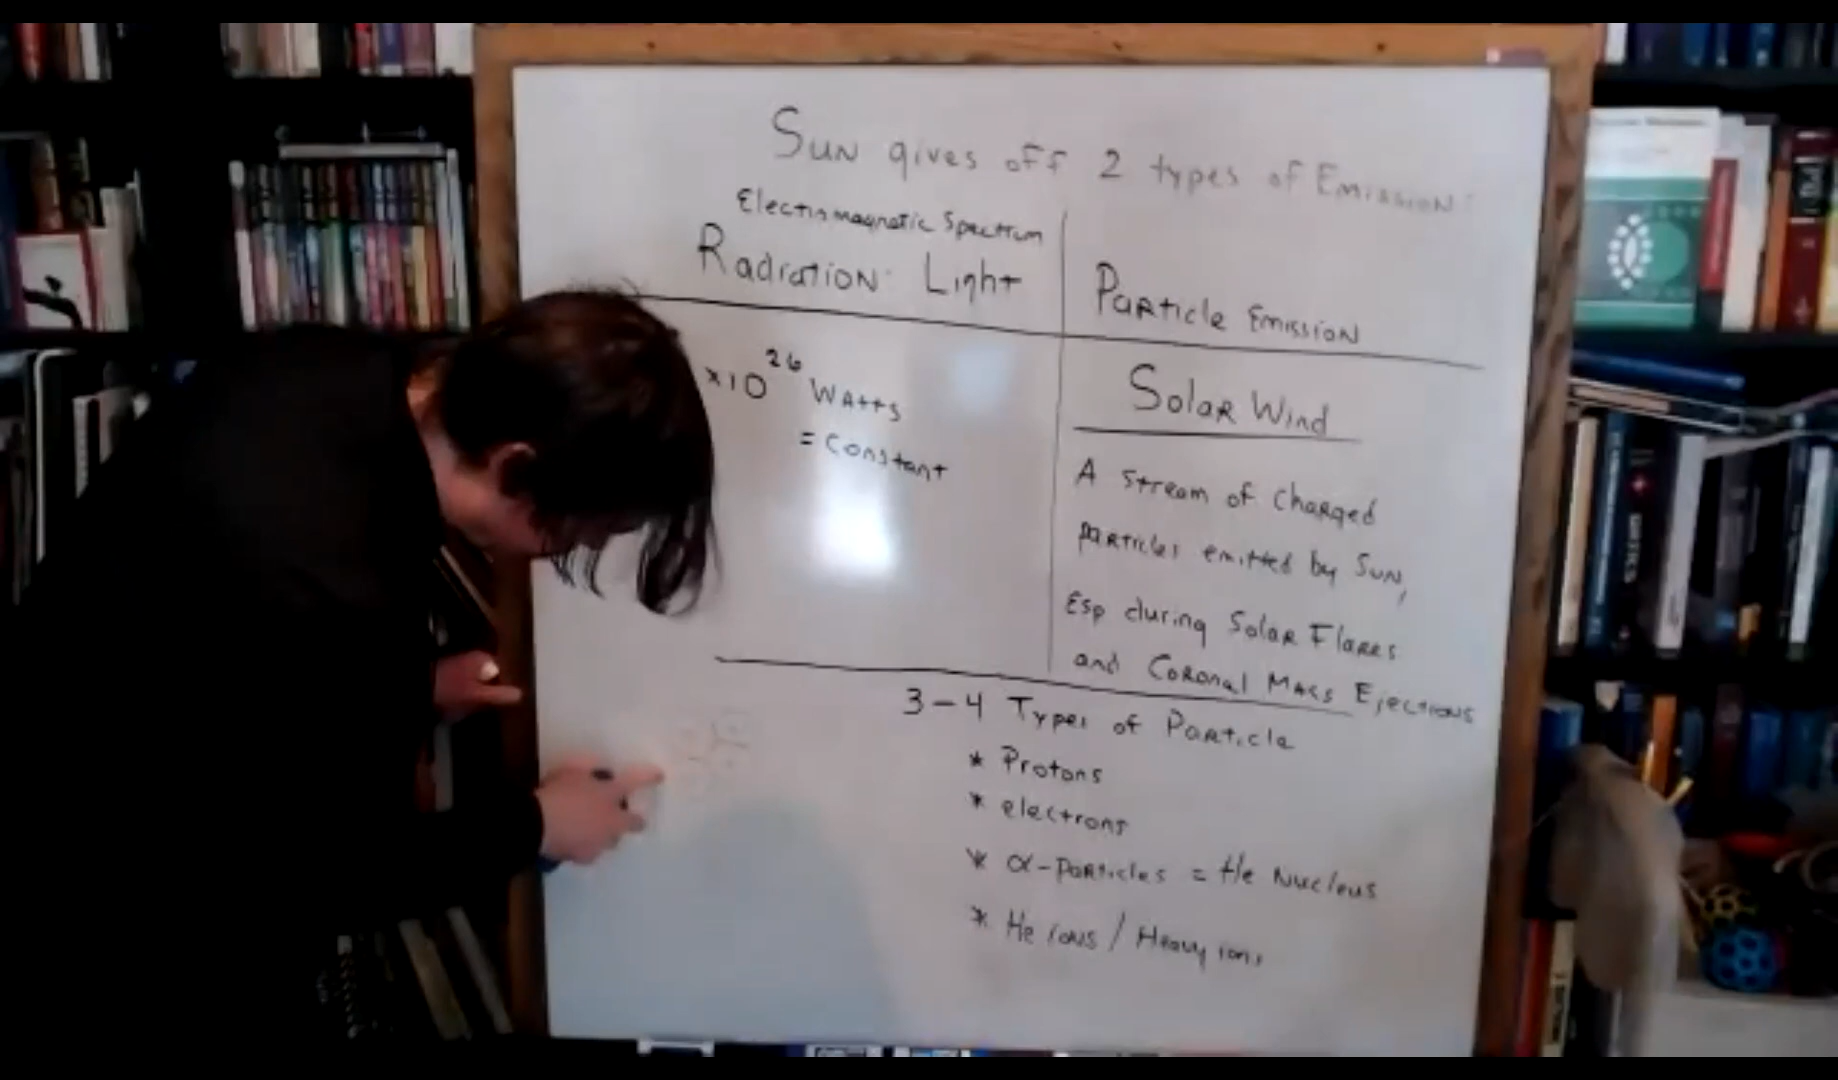 Sun gives off 2 types of Emission:
Electromagnetic Spectrum
Radiation: Light
Particle Emission
x10^26 Watts
= Constant
Solar Wind
A Stream of Charged
Particles emitted by Sun,
Esp during Solar Flares
and Coronal Mass Ejections
3-4 Types of Particle
* Protons
* electrons
* α-Particles = He Nucleus
* He ions / Heavy ions
OPTICS